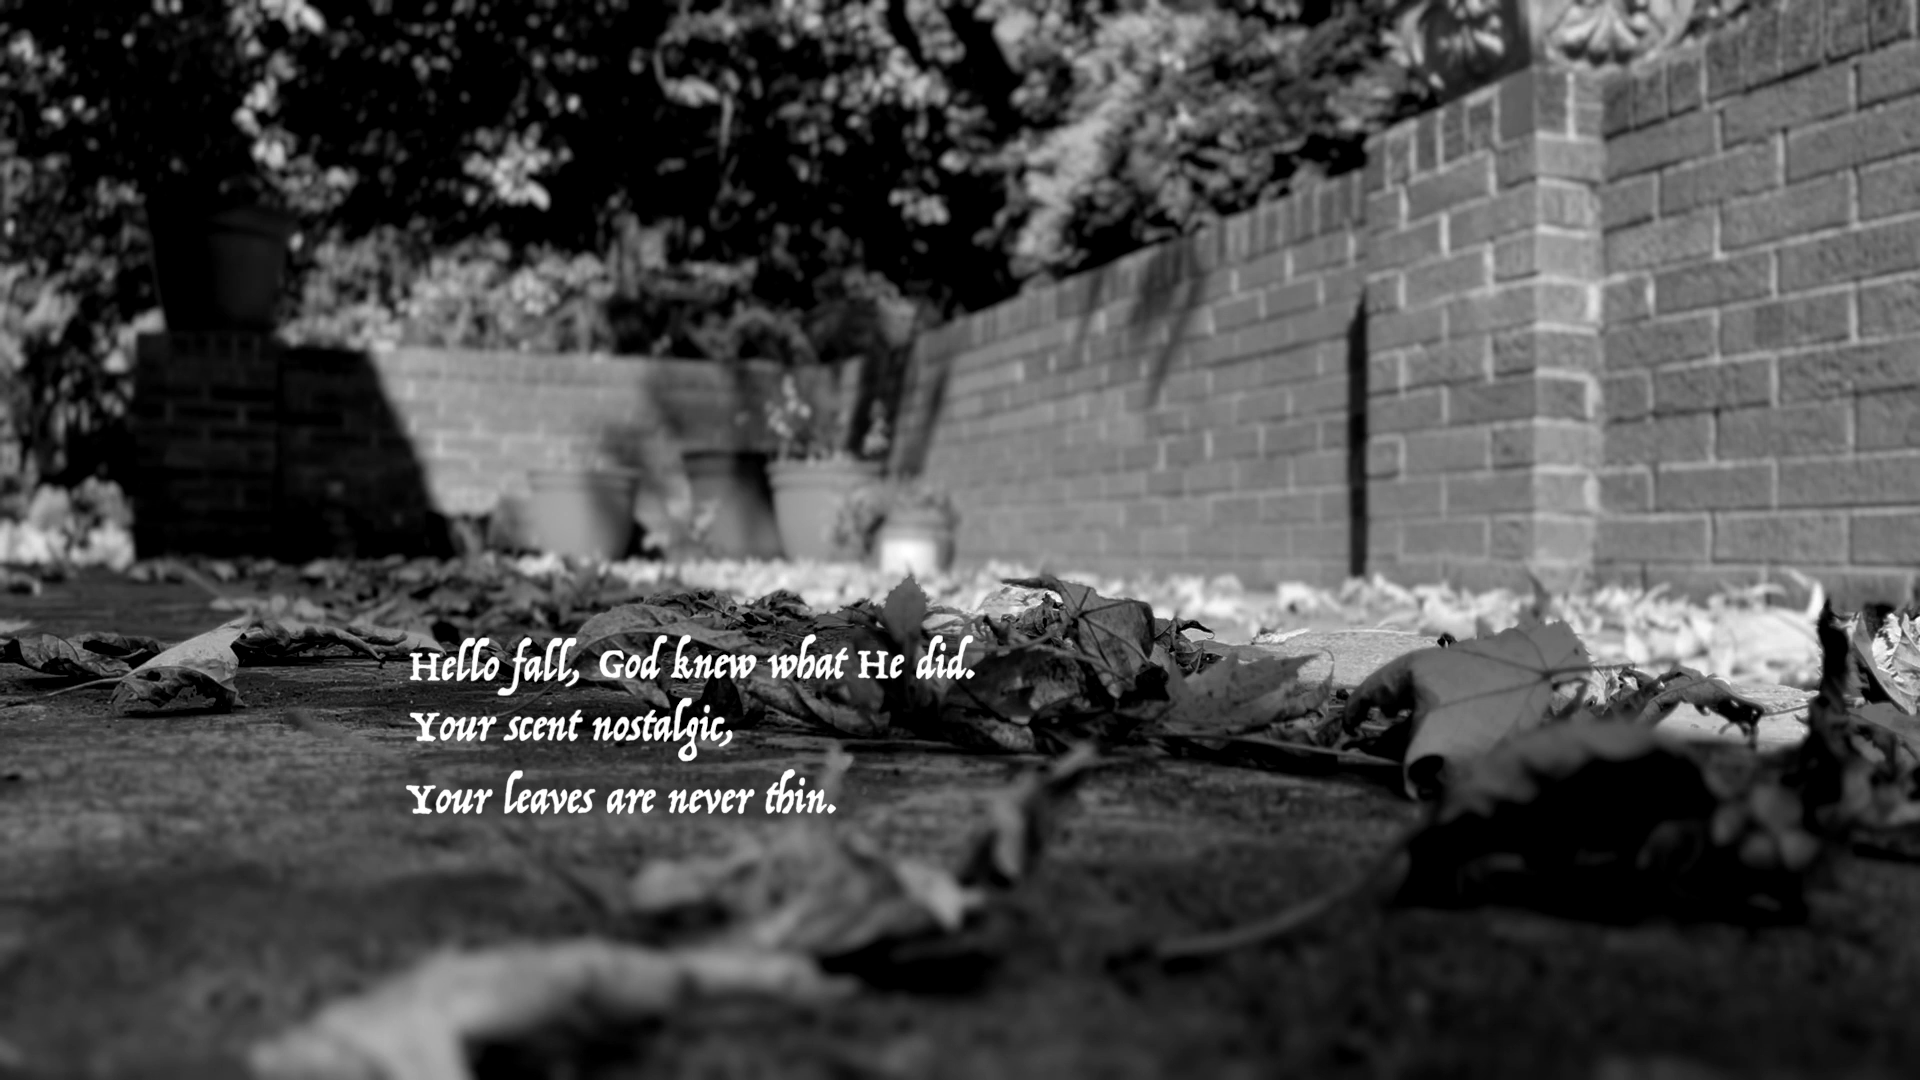 Hello fall, God knew what He did.
Your scent nostalgic,
Your leaves are never thin.